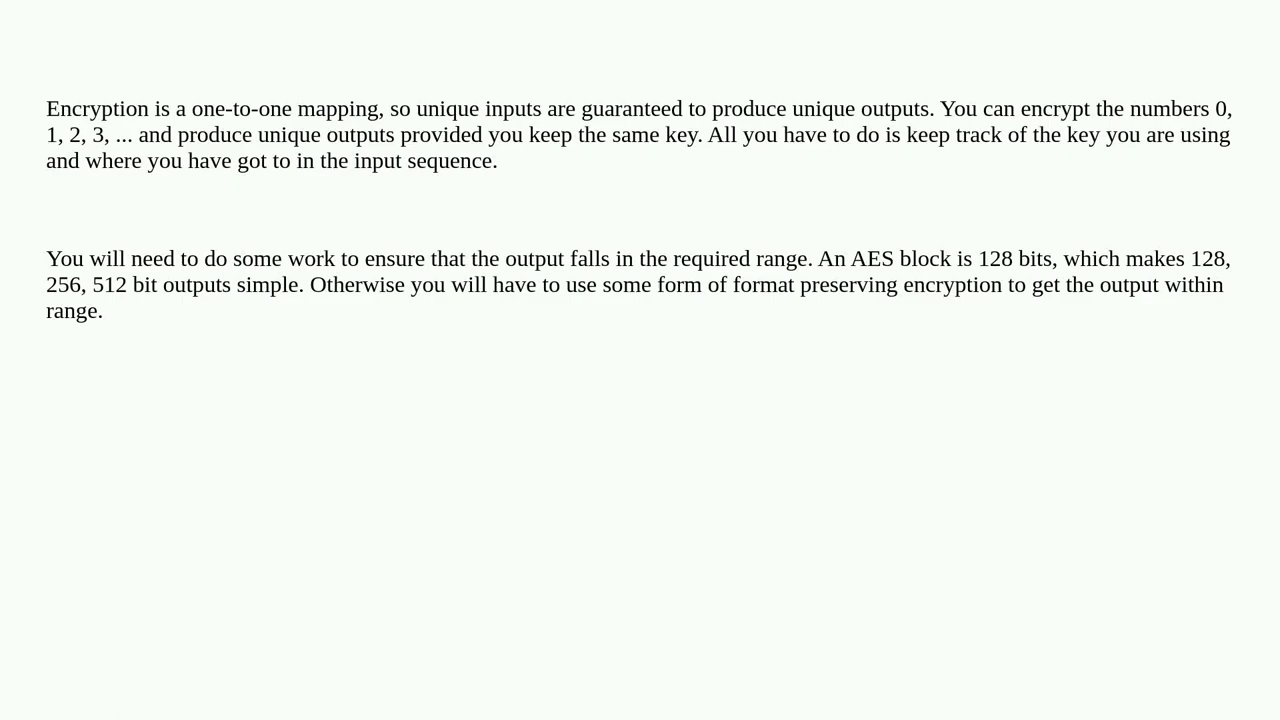 Encryption is a one-to-one mapping, so unique inputs are guaranteed to produce unique outputs. You can encrypt the numbers 0,
1, 2, 3, ... and produce unique outputs provided you keep the same key. All you have to do is keep track of the key you are using
and where you have got to in the input sequence.
You will need to do some work to ensure that the output falls in the required range. An AES block is 128 bits, which makes 128,
256, 512 bit outputs simple. Otherwise you will have to use some form of format preserving encryption to get the output within
range.